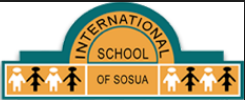 INTERNATIONAL
SCHOOL
OF SOSUA